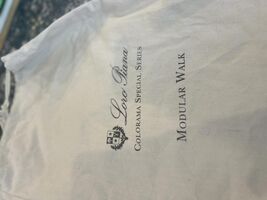 Loro Piana
COLORAMA SPECIAL SERIES
MODULAR WALK